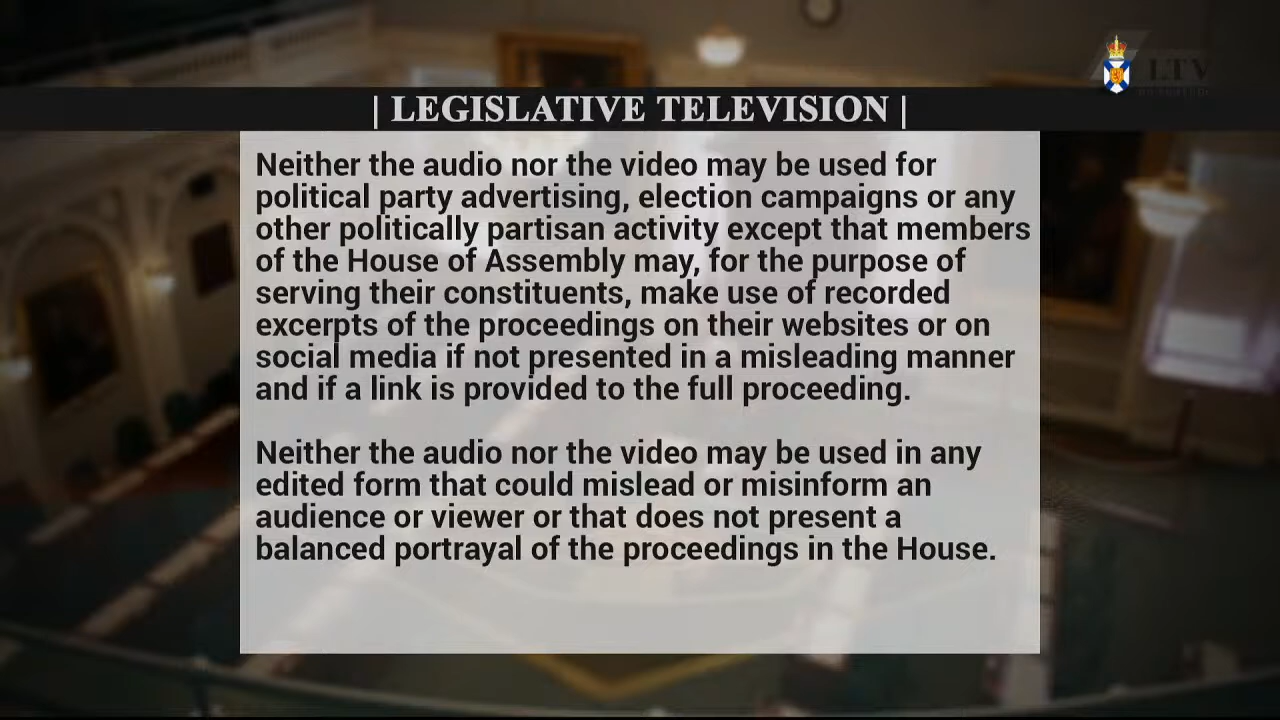 LTV
| LEGISLATIVE TELEVISION |
Neither the audio nor the video may be used for
political party advertising, election campaigns or any
other politically partisan activity except that members
of the House of Assembly may, for the purpose of
serving their constituents, make use of recorded
excerpts of the proceedings on their websites or on
social media if not presented in a misleading manner
and if a link is provided to the full proceeding.
Neither the audio nor the video may be used in any
edited form that could mislead or misinform an
audience or viewer or that does not present a
balanced portrayal of the proceedings in the House.